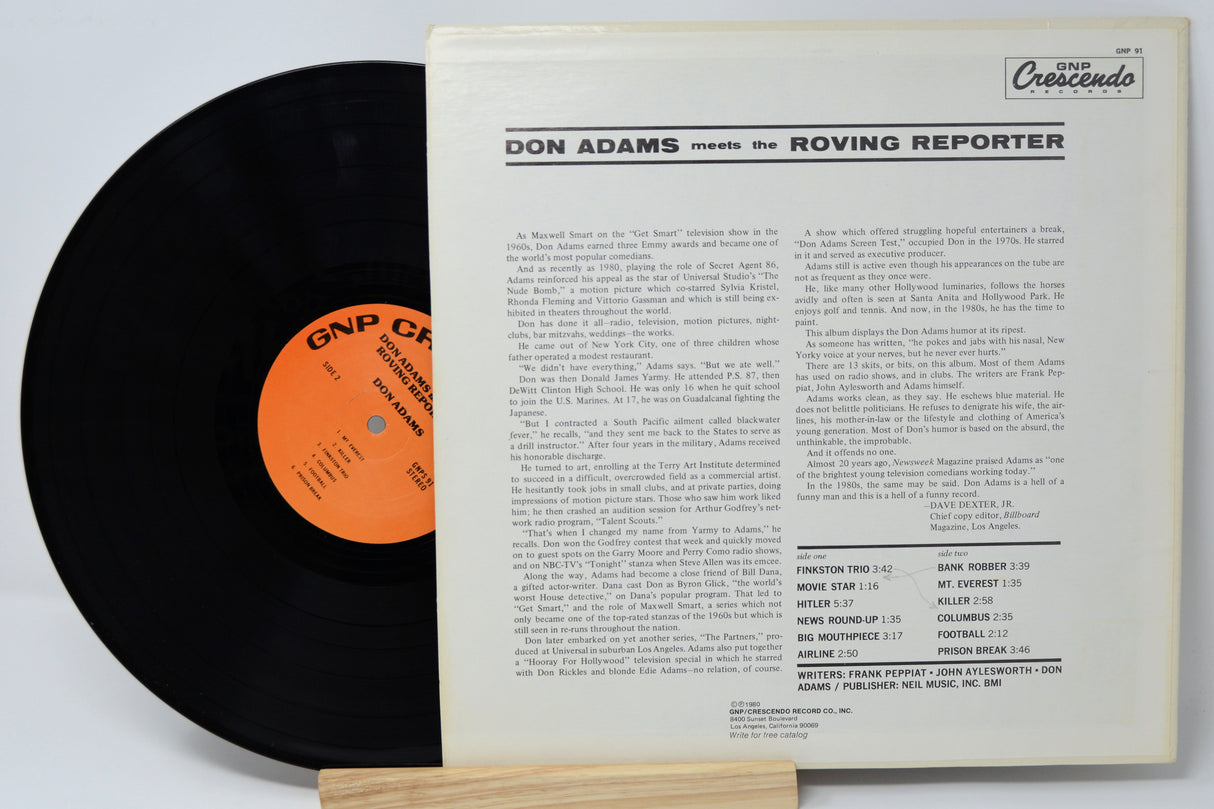 GNP CR
SIDE 2
DON ADAMS
ROVING REPOR
DON ADAMS
1. MT. EVEREST
2. KILLER
3. FINKSTON TRIO
4. COLUMBUS
5. FOOTBALL
6. PRISON BREAK
GNPS 91
STEREO
GNP 91
GNP
Crescendo
RECORDS
DON ADAMS meets the ROVING REPORTER
As Maxwell Smart on the "Get Smart" television show in the
1960s, Don Adams earned three Emmy awards and became one of
the world's most popular comedians.
And as recently as 1980, playing the role of Secret Agent 86,
Adams reinforced his appeal as the star of Universal Studio's "The
Nude Bomb," a motion picture which co-starred Sylvia Kristel,
Rhonda Fleming and Vittorio Gassman and which is still being ex-
hibited in theaters throughout the world.
Don has done it all—radio, television, motion pictures, night-
clubs, bar mitzvahs, weddings—the works.
He came out of New York City, one of three children whose
father operated a modest restaurant.
"We didn't have everything," Adams says. "But we ate well."
Don was then Donald James Yarmy. He attended P.S. 87, then
DeWitt Clinton High School. He was only 16 when he quit school
to join the U.S. Marines. At 17, he was on Guadalcanal fighting the
Japanese.
"But I contracted a South Pacific ailment called blackwater
fever," he recalls, "and they sent me back to the States to serve as
a drill instructor." After four years in the military, Adams received
his honorable discharge.
He turned to art, enrolling at the Terry Art Institute determined
to succeed in a difficult, overcrowded field as a commercial artist.
He hesitantly took jobs in small clubs, and at private parties, doing
impressions of motion picture stars. Those who saw him work liked
him; he then crashed an audition session for Arthur Godfrey's net-
work radio program, "Talent Scouts."
"That's when I changed my name from Yarmy to Adams," he
recalls. Don won the Godfrey contest that week and quickly moved
on to guest spots on the Garry Moore and Perry Como radio shows,
and on NBC-TV's "Tonight" stanza when Steve Allen was its emcee.
Along the way, Adams had become a close friend of Bill Dana,
a gifted actor-writer. Dana cast Don as Byron Glick, "the world's
worst House detective," on Dana's popular program. That led to
"Get Smart," and the role of Maxwell Smart, a series which not
only became one of the top-rated stanzas of the 1960s but which is
still seen in re-runs throughout the nation.
Don later embarked on yet another series, "The Partners," pro-
duced at Universal in suburban Los Angeles. Adams also put together
a "Hooray For Hollywood" television special in which he starred
with Don Rickles and blonde Edie Adams—no relation, of course.
A show which offered struggling hopeful entertainers a break,
"Don Adams Screen Test," occupied Don in the 1970s. He starred
in it and served as executive producer.
Adams still is active even though his appearances on the tube are
not as frequent as they once were.
He, like many other Hollywood luminaries, follows the horses
avidly and often is seen at Santa Anita and Hollywood Park. He
enjoys golf and tennis. And now, in the 1980s, he has the time to
paint.
This album displays the Don Adams humor at its ripest.
As someone has written, "he pokes and jabs with his nasal, New
Yorky voice at your nerves, but he never ever hurts."
There are 13 skits, or bits, on this album. Most of them Adams
has used on radio shows, and in clubs. The writers are Frank Pep-
piat, John Aylesworth and Adams himself.
Adams works clean, as they say. He eschews blue material. He
does not belittle politicians. He refuses to denigrate his wife, the air-
lines, his mother-in-law or the lifestyle and clothing of America's
young generation. Most of Don's humor is based on the absurd, the
unthinkable, the improbable.
And it offends no one.
Almost 20 years ago, Newsweek Magazine praised Adams as "one
of the brightest young television comedians working today."
In the 1980s, the same may be said. Don Adams is a hell of a
funny man and this is a hell of a funny record.
—DAVE DEXTER, JR.
Chief copy editor, Billboard
Magazine, Los Angeles.
side one
FINKSTON TRIO 3:42
MOVIE STAR 1:16
HITLER 5:37
NEWS ROUND-UP 1:35
BIG MOUTHPIECE 3:17
AIRLINE 2:50
side two
BANK ROBBER 3:39
MT. EVEREST 1:35
KILLER 2:58
COLUMBUS 2:35
FOOTBALL 2:12
PRISON BREAK 3:46
WRITERS: FRANK PEPPIAT • JOHN AYLESWORTH • DON
ADAMS / PUBLISHER: NEIL MUSIC, INC. BMI
©℗1980
GNP/CRESCENDO RECORD CO., INC.
8400 Sunset Boulevard
Los Angeles, California 90069
Write for free catalog